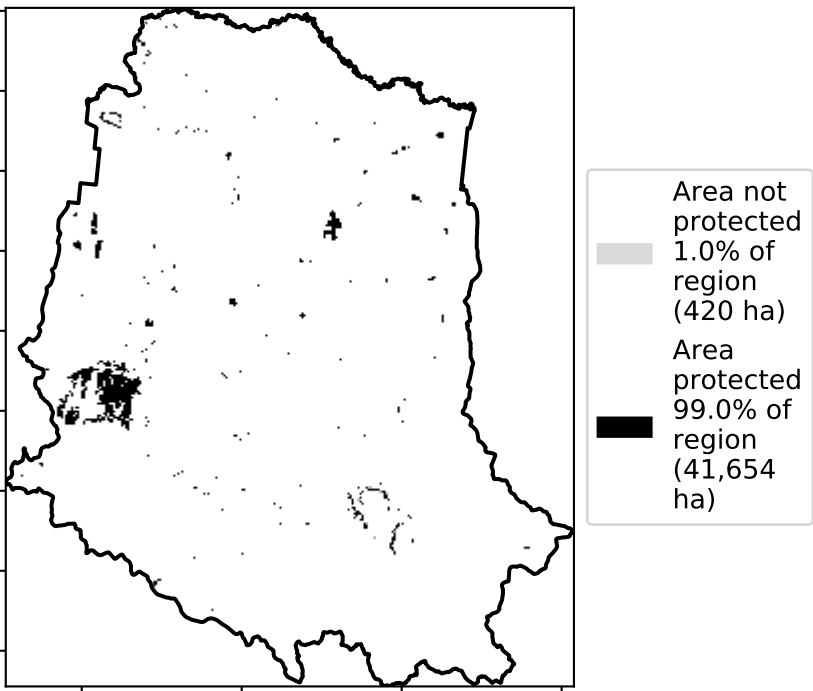 Area not
protected
1.0% of
region
(420 ha)
Area
protected
99.0% of
region
(41,654
ha)